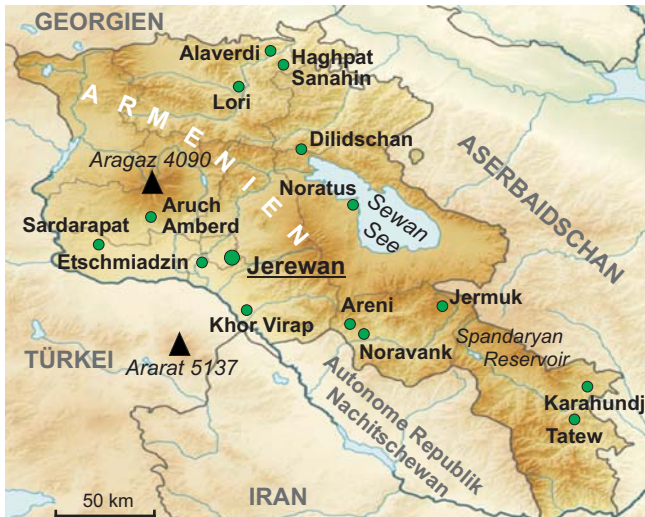 GEORGIEN
Alaverdi
Haghpat
Sanahin
Lori
ARMENIEN
Dilidschan
Aragaz 4090
ASERBAIDSCHAN
Noratus
Sewan
See
Aruch
Amberd
Sardarapat
Etschmiadzin
Jerewan
Khor Virap
Areni
Jermuk
Noravank
Spandaryan
Reservoir
TÜRKEI
Ararat 5137
Autonome Republik
Nachitschewan
Karahundj
Tatew
50 km
IRAN